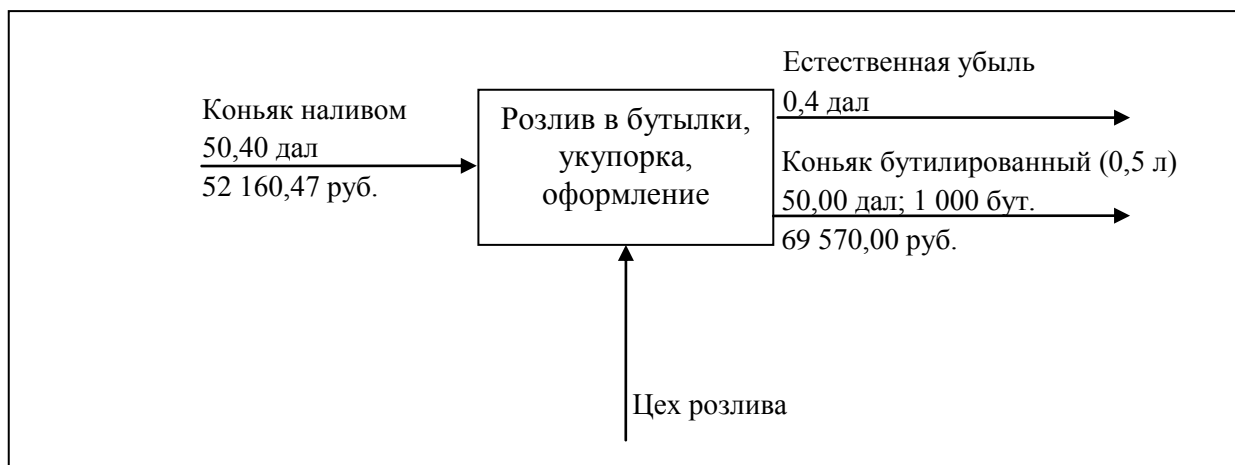 Коньяк наливом
50,40 дал
52 160,47 руб.
Розлив в бутылки,
укупорка,
оформление
Естественная убыль
0,4 дал
Коньяк бутилированный (0,5 л)
50,00 дал; 1 000 бут.
69 570,00 руб.
Цех розлива